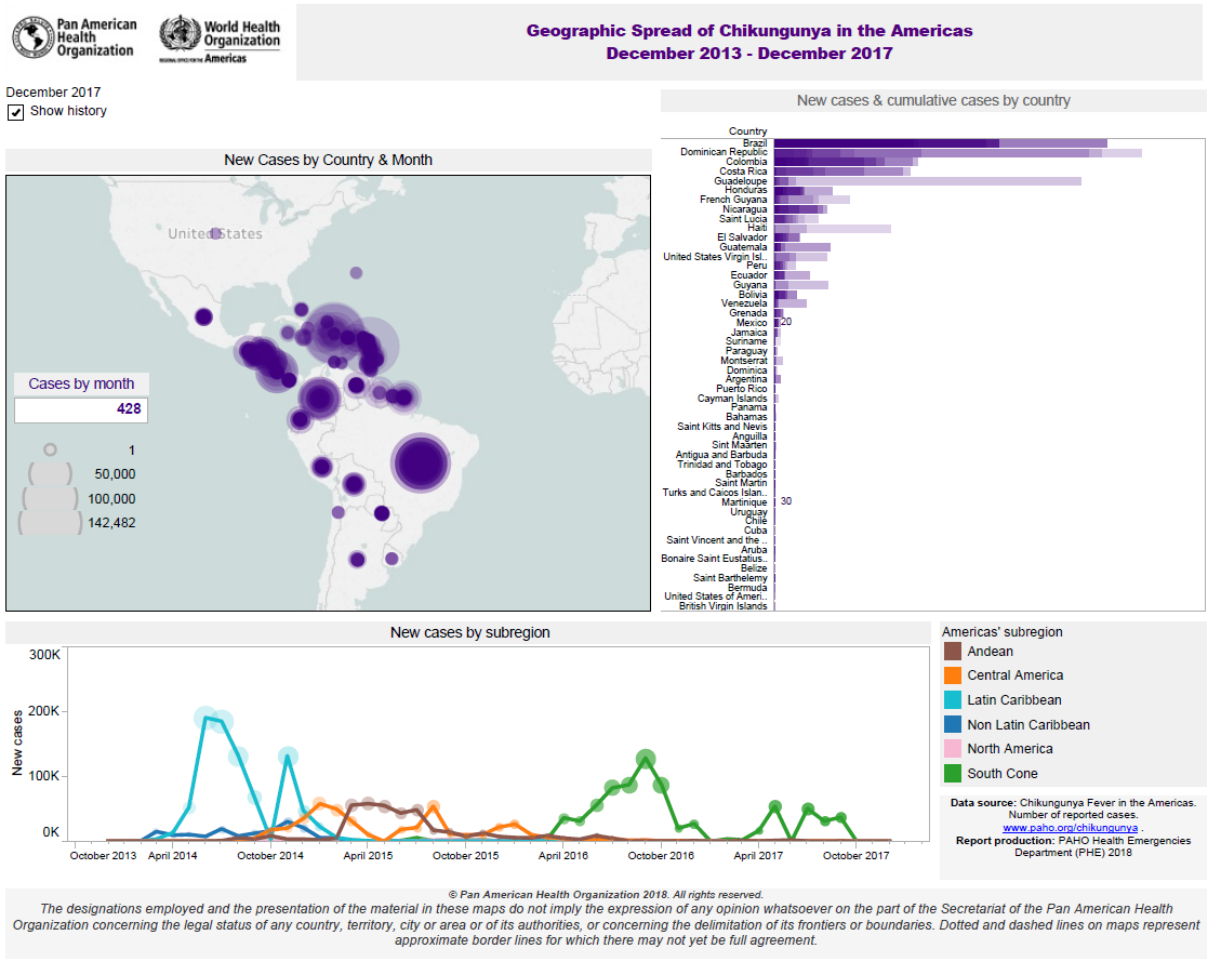 Pan American
Health
Organization
World Health
Organization
REGIONAL OFFICE FOR THE Americas
Geographic Spread of Chikungunya in the Americas
December 2013 - December 2017
December 2017
Show history
New Cases by Country & Month
United States
Cases by month
428
1
50,000
100,000
142,482
New cases & cumulative cases by country
Country
Brazil
Dominican Republic
Colombia
Costa Rica
Guadeloupe
Honduras
French Guyana
Nicaragua
Saint Lucia
Haiti
El Salvador
Guatemala
United States Virgin Isl..
Peru
Ecuador
Guyana
Bolivia
Venezuela
Grenada
Mexico 20
Jamaica
Suriname
Paraguay
Montserrat
Dominica
Argentina
Puerto Rico
Cayman Islands
Panama
Bahamas
Saint Kitts and Nevis
Anguilla
Sint Maarten
Antigua and Barbuda
Trinidad and Tobago
Barbados
Saint Martin
Turks and Caicos Islan..
Martinique 30
Uruguay
Chile
Cuba
Saint Vincent and the ..
Aruba
Bonaire Saint Eustatius..
Belize
Saint Barthelemy
Bermuda
United States of Ameri..
British Virgin Islands
New cases by subregion
300K
200K
100K
0K
New cases
October 2013 April 2014 October 2014 April 2015 October 2015 April 2016 October 2016 April 2017 October 2017
Americas' subregion
Andean
Central America
Latin Caribbean
Non Latin Caribbean
North America
South Cone
Data source: Chikungunya Fever in the Americas.
Number of reported cases.
www.paho.org/chikungunya .
Report production: PAHO Health Emergencies
Department (PHE) 2018
© Pan American Health Organization 2018. All rights reserved.
The designations employed and the presentation of the material in these maps do not imply the expression of any opinion whatsoever on the part of the Secretariat of the Pan American Health
Organization concerning the legal status of any country, territory, city or area or of its authorities, or concerning the delimitation of its frontiers or boundaries. Dotted and dashed lines on maps represent
approximate border lines for which there may not yet be full agreement.